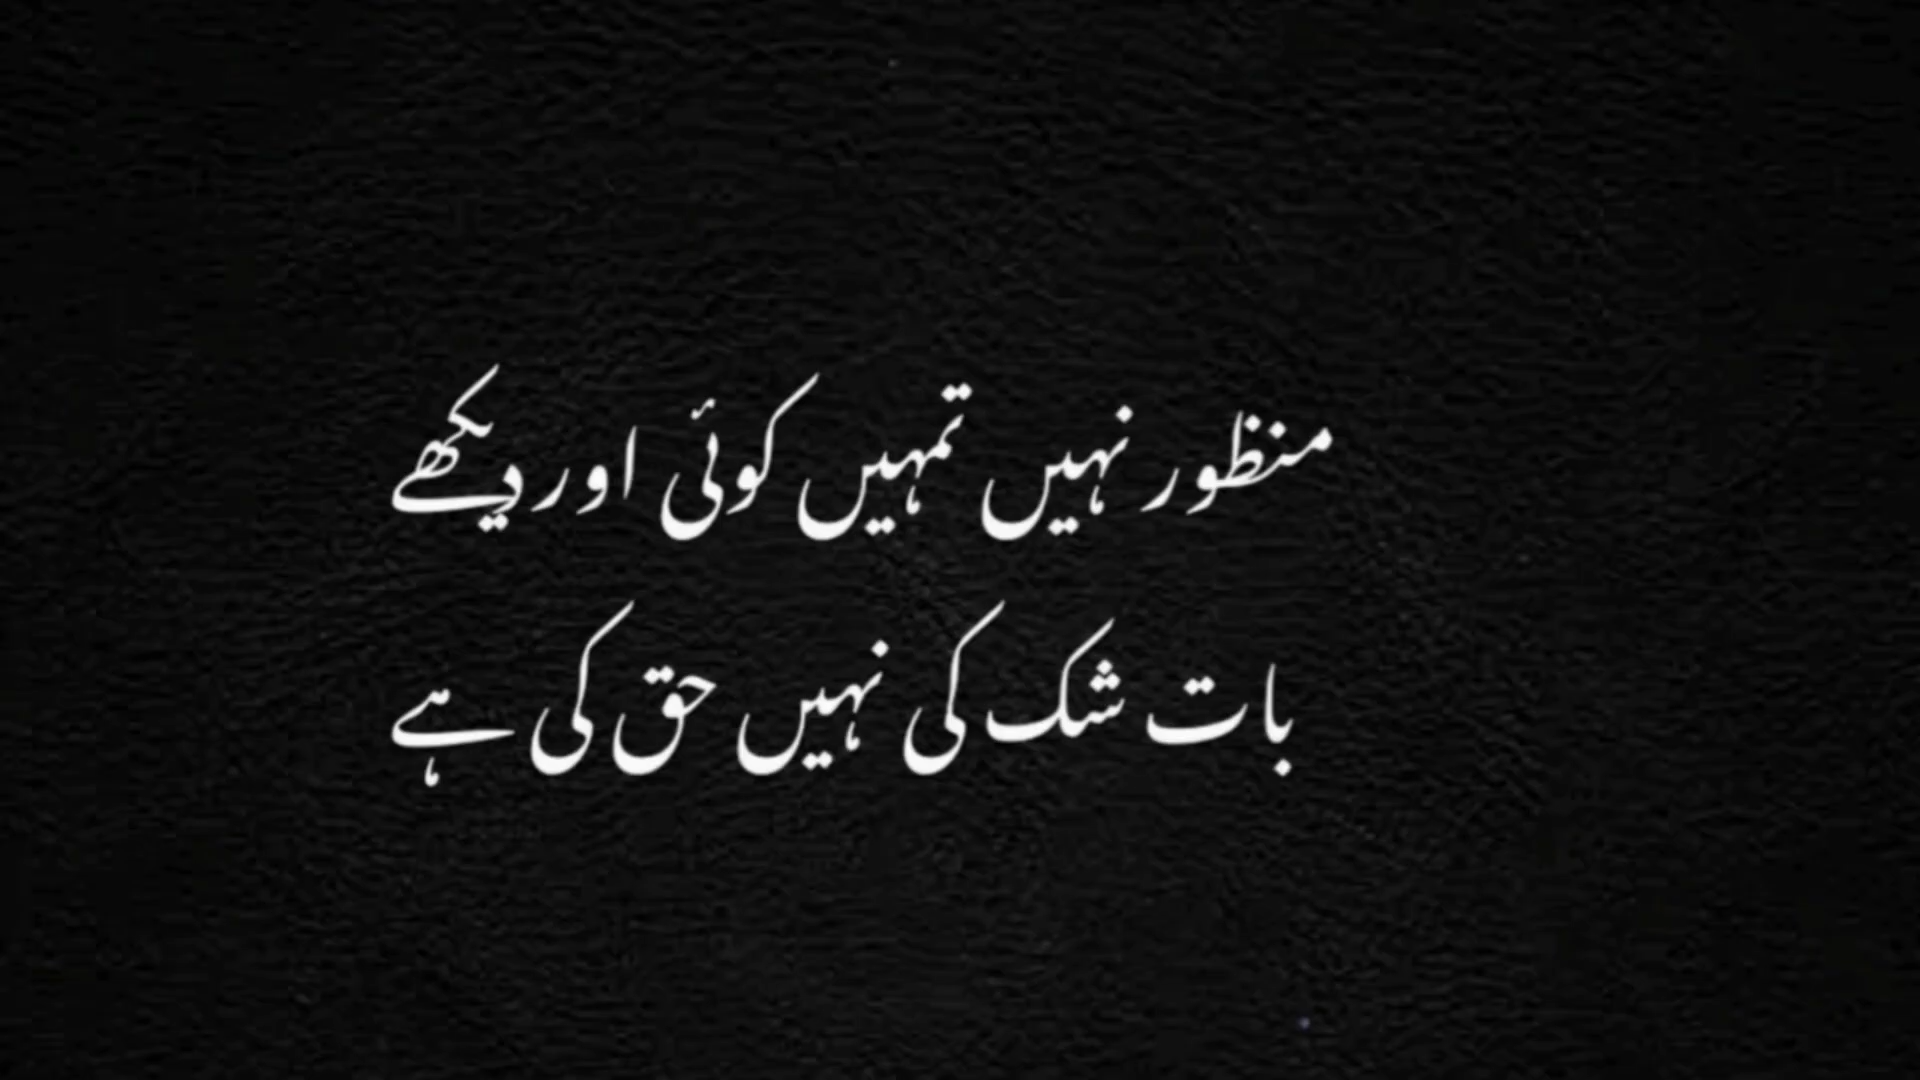 منظور نہیں تمہیں کوئی اور دیکھے
بات شک کی نہیں حق کی ہے